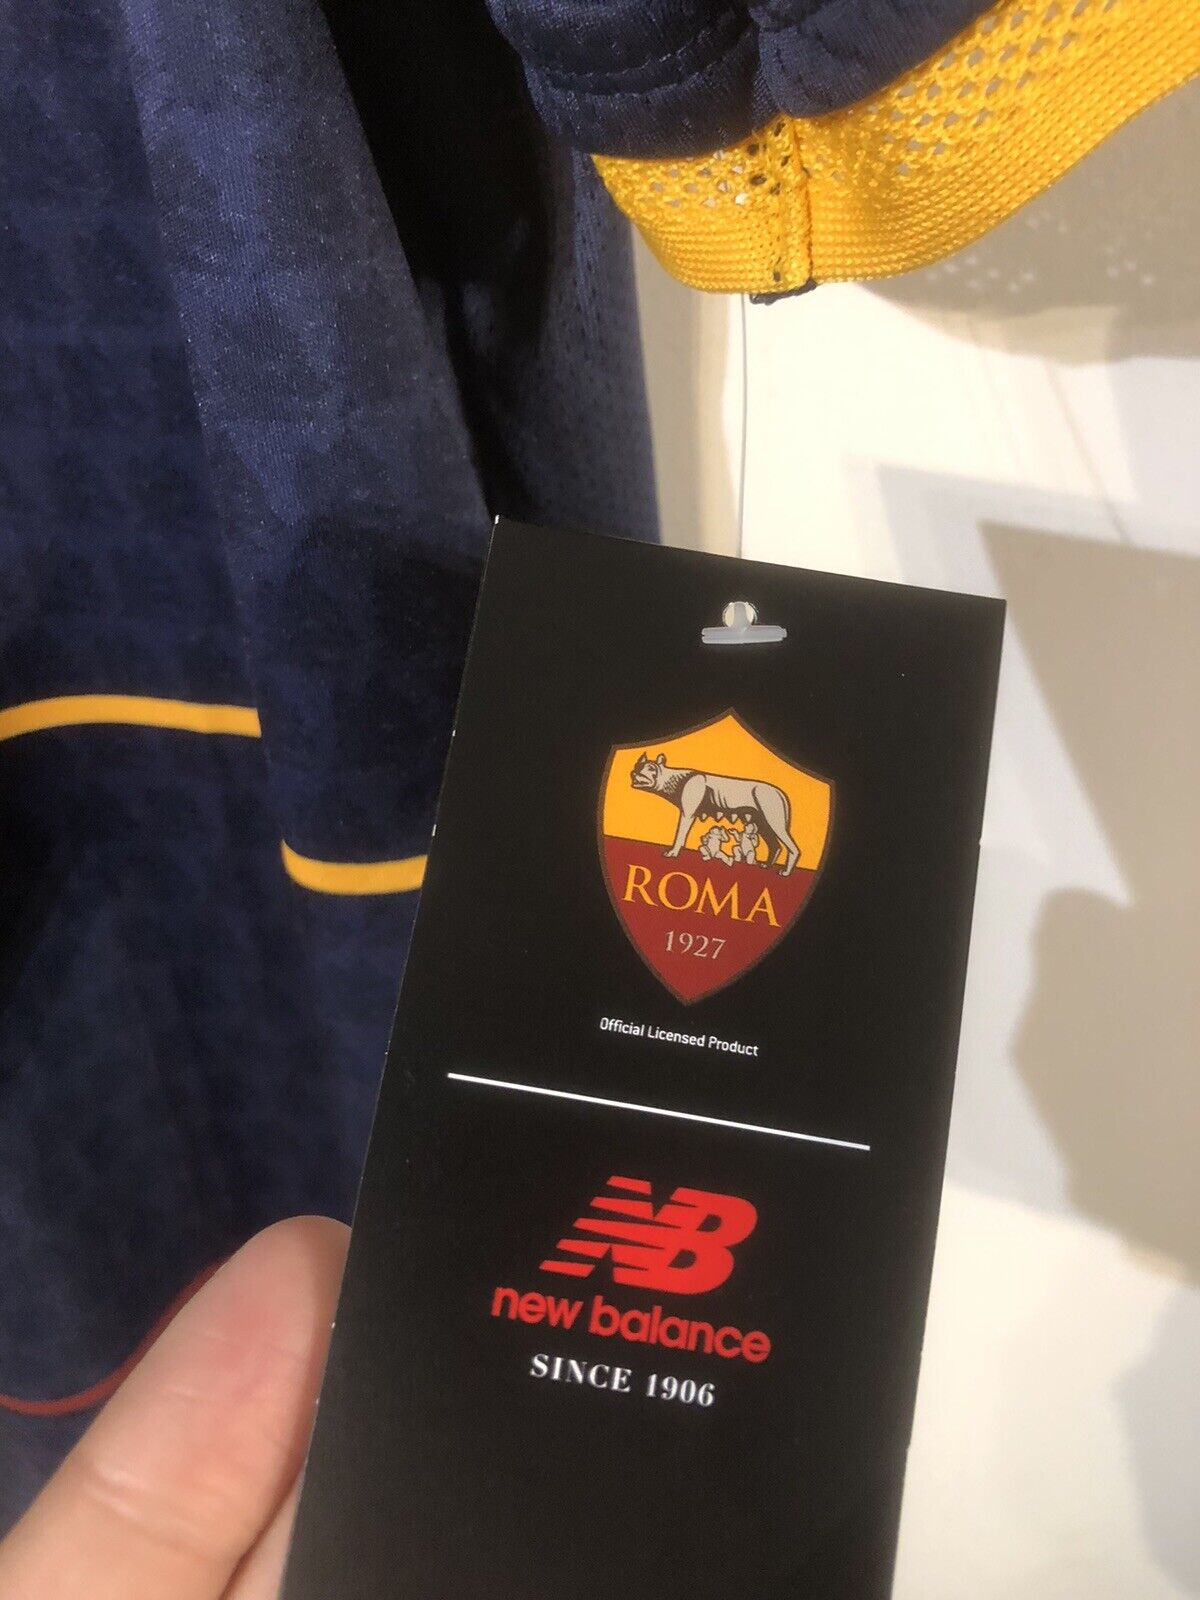 ROMA
1927
Official Licensed Product
NB
new balance
SINCE 1906